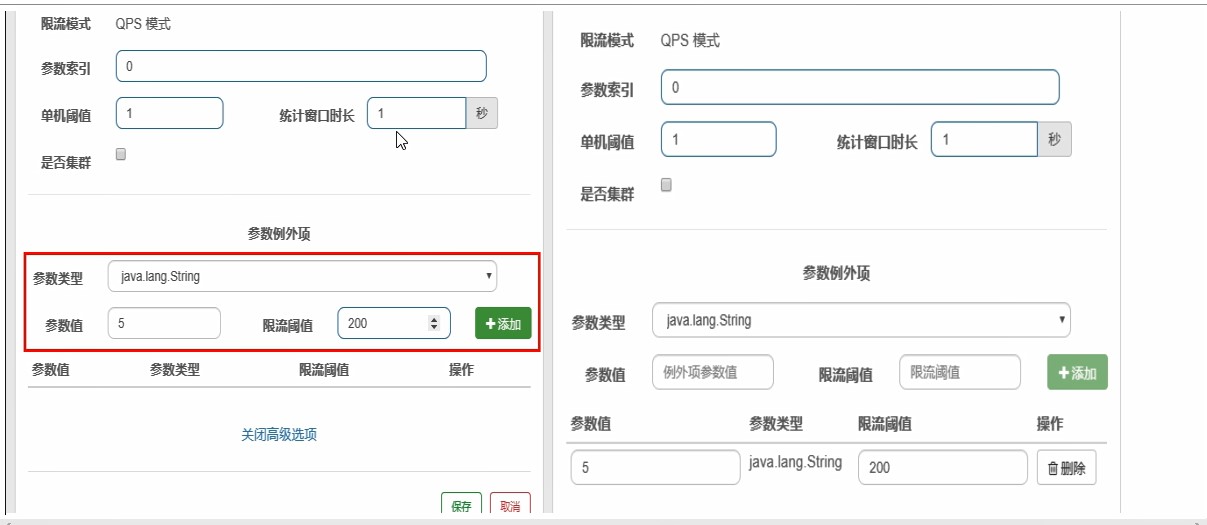 限流模式 QPS 模式
参数索引 0
单机阈值 1 统计窗口时长 1 秒
是否集群
参数例外项
参数类型 java.lang.String
参数值 5 限流阈值 200 +添加
参数值 参数类型 限流阈值 操作
关闭高级选项
保存 取消
限流模式 QPS 模式
参数索引 0
单机阈值 1 统计窗口时长 1 秒
是否集群
参数例外项
参数类型 java.lang.String
参数值 例外项参数值 限流阈值 限流阈值 +添加
参数值 参数类型 限流阈值 操作
5 java.lang.String 200 删除